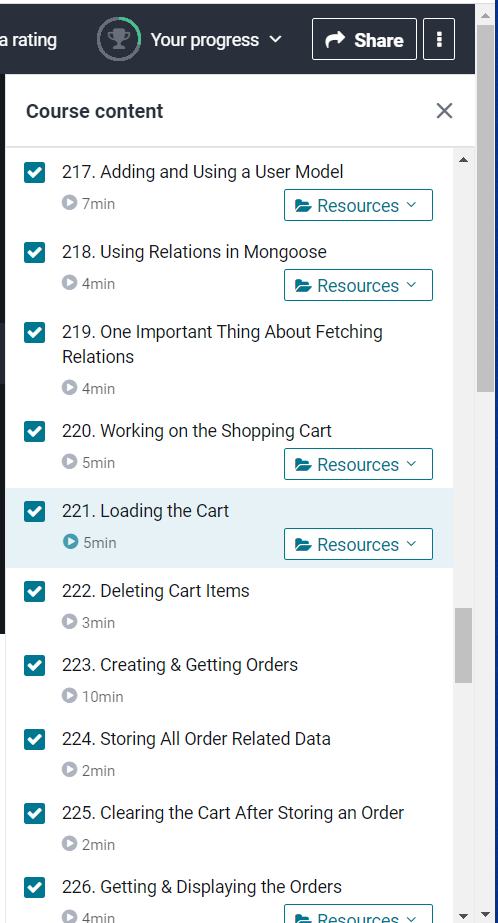 a rating
Your progress
Share
Course content
217. Adding and Using a User Model
7min
Resources
218. Using Relations in Mongoose
4min
Resources
219. One Important Thing About Fetching
Relations
4min
220. Working on the Shopping Cart
5min
Resources
221. Loading the Cart
5min
Resources
222. Deleting Cart Items
3min
223. Creating & Getting Orders
10min
224. Storing All Order Related Data
2min
225. Clearing the Cart After Storing an Order
2min
226. Getting & Displaying the Orders
4min
Resources